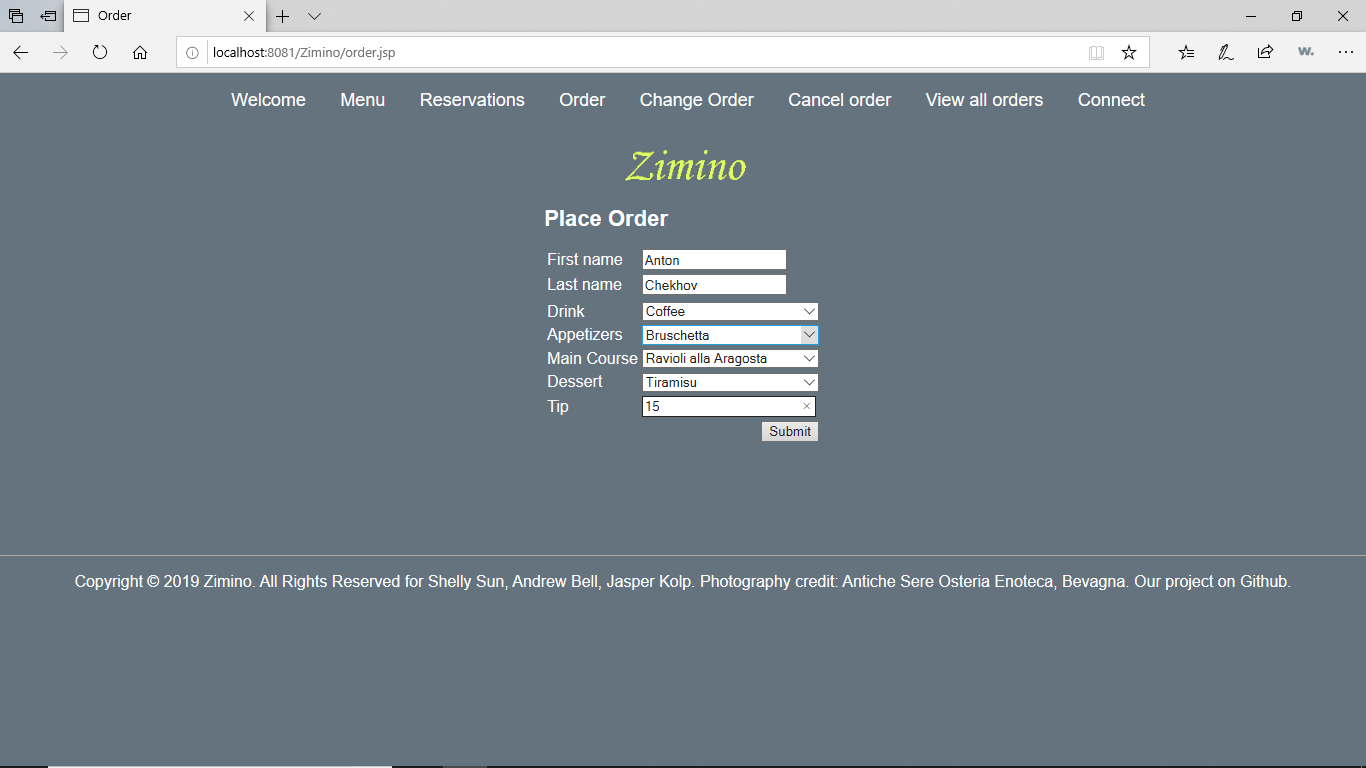 Order
localhost:8081/Zimino/order.jsp
w.
Welcome Menu Reservations Order Change Order Cancel order View all orders Connect
Zimino
Place Order
First name Anton
Last name Chekhov
Drink Coffee
Appetizers Bruschetta
Main Course Ravioli alla Aragosta
Dessert Tiramisu
Tip 15
Submit
Copyright © 2019 Zimino. All Rights Reserved for Shelly Sun, Andrew Bell, Jasper Kolp. Photography credit: Antiche Sere Osteria Enoteca, Bevagna. Our project on Github.